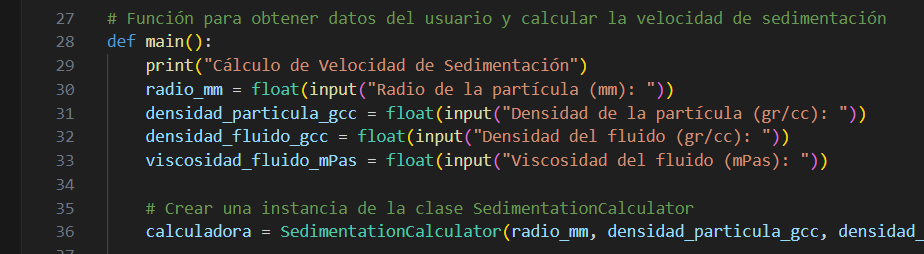 27 # Función para obtener datos del usuario y calcular la velocidad de sedimentación
28 def main():
29 print("Cálculo de Velocidad de Sedimentación")
30 radio_mm = float(input("Radio de la partícula (mm): "))
31 densidad_particula_gcc = float(input("Densidad de la partícula (gr/cc): "))
32 densidad_fluido_gcc = float(input("Densidad del fluido (gr/cc): "))
33 viscosidad_fluido_mPas = float(input("Viscosidad del fluido (mPas): "))
34
35 # Crear una instancia de la clase SedimentationCalculator
36 calculadora = SedimentationCalculator(radio_mm, densidad_particula_gcc, densidad_